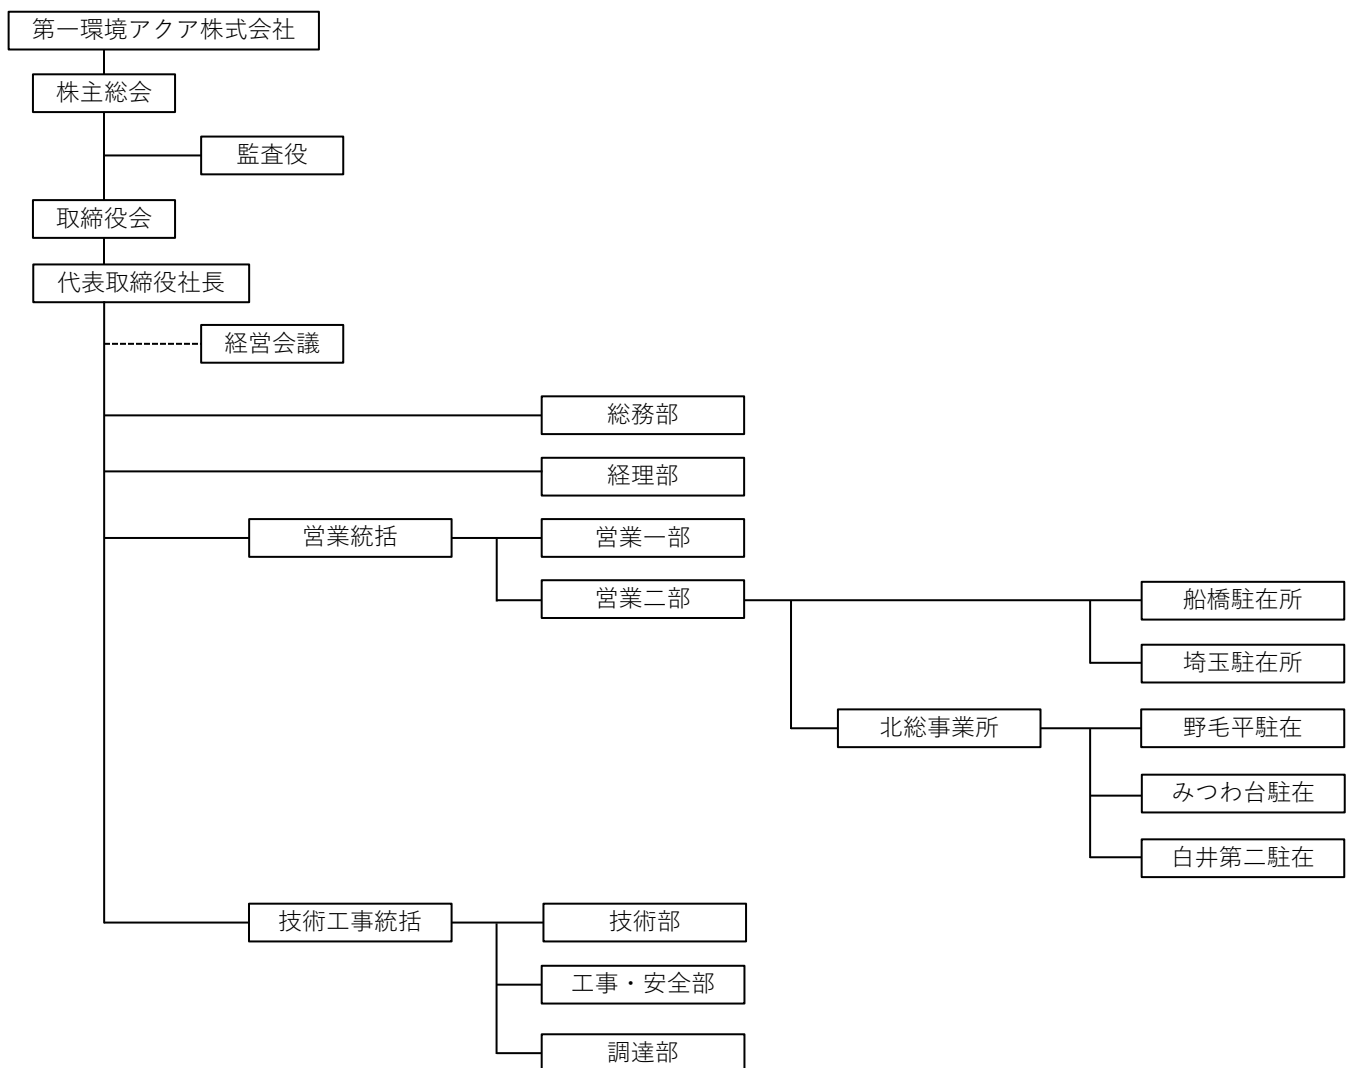 第一環境アクア株式会社
株主総会
監査役
取締役会
代表取締役社長
経営会議
総務部
経理部
営業統括
営業一部
営業二部
船橋駐在所
埼玉駐在所
北総事業所
野毛平駐在
みつわ台駐在
白井第二駐在
技術工事統括
技術部
工事・安全部
調達部